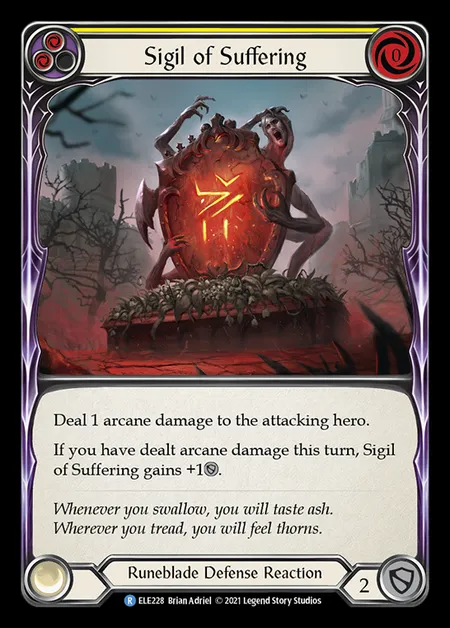 Sigil of Suffering
0
Deal 1 arcane damage to the attacking hero.
If you have dealt arcane damage this turn, Sigil
of Suffering gains +1.
Whenever you swallow, you will taste ash.
Wherever you tread, you will feel thorns.
Runeblade Defense Reaction
2
R ELE228 Brian Adriel © 2021 Legend Story Studios